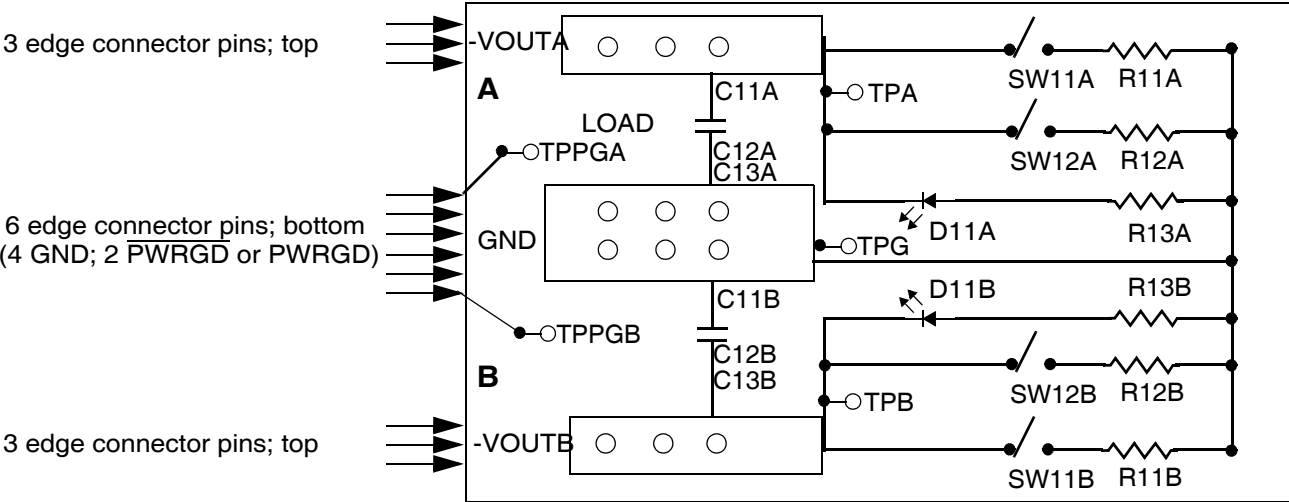 3 edge connector pins; top
-VOUTA
A
C11A
TPA
SW11A
R11A
LOAD
TPPGA
C12A
C13A
SW12A
R12A
6 edge connector pins; bottom
(4 GND; 2 PWRGD or PWRGD)
GND
TPG
D11A
R13A
C11B
D11B
R13B
TPPGB
C12B
C13B
B
TPB
SW12B
R12B
3 edge connector pins; top
-VOUTB
SW11B
R11B